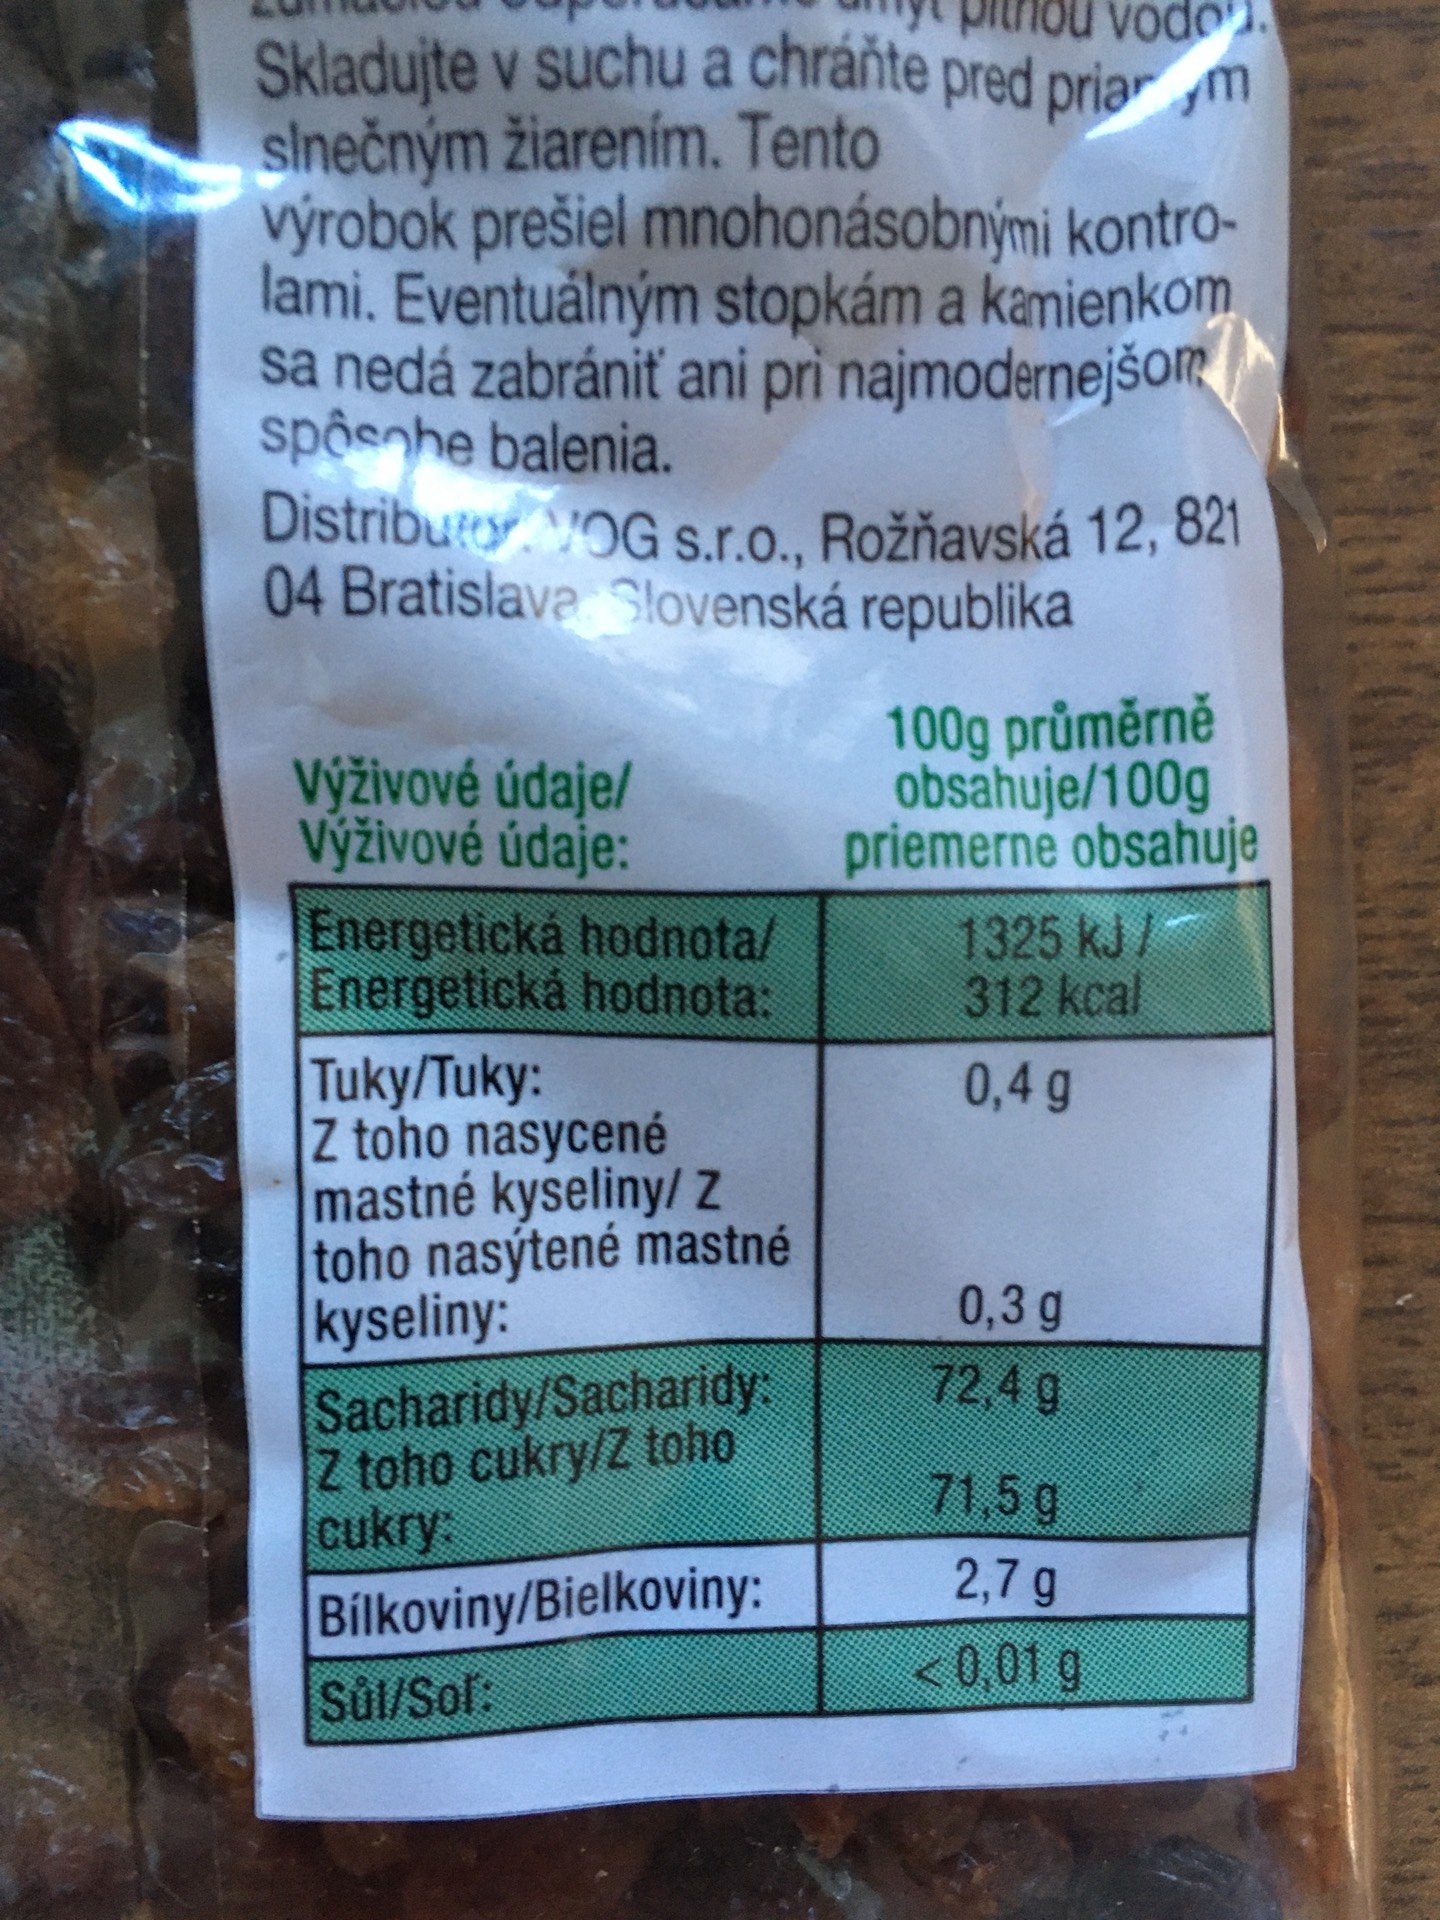 pitnou vodou.
Skladujte v suchu a chráňte pred priamym
slnečným žiarením. Tento
výrobok prešiel mnohonásobnými kontro-
lami. Eventuálným stopkám a kamienkom
sa nedá zabrániť ani pri najmodernejšom
spôsobe balenia.
Distributor: VOG s.r.o., Rožňavská 12, 821
04 Bratislava, Slovenská republika
100g průměrně
Výživové údaje/ obsahuje/100g
Výživové údaje: priemerne obsahuje
Energetická hodnota/ 1325 kJ /
Energetická hodnota: 312 kcal
Tuky/Tuky: 0,4 g
Z toho nasycené
mastné kyseliny/ Z
toho nasýtené mastné
kyseliny: 0,3 g
Sacharidy/Sacharidy: 72,4 g
Z toho cukry/Z toho
cukry: 71,5 g
Bílkoviny/Bielkoviny: 2,7 g
Sůl/Soľ: < 0,01 g